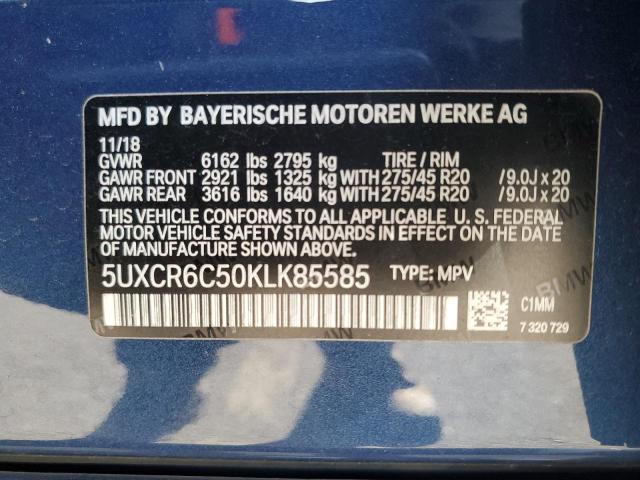 MFD BY BAYERISCHE MOTOREN WERKE AG
11/18
GVWR 6162 lbs 2795 kg TIRE / RIM
GAWR FRONT 2921 lbs 1325 kg WITH 275/45 R20 /9.0J x 20
GAWR REAR 3616 lbs 1640 kg WITH 275/45 R20 /9.0J x 20
THIS VEHICLE CONFORMS TO ALL APPLICABLE U. S. FEDERAL
MOTOR VEHICLE SAFETY STANDARDS IN EFFECT ON THE DATE
OF MANUFACTURE SHOWN ABOVE.
5UXCR6C50KLK85585 TYPE: MPV
C1MM
7 320 729